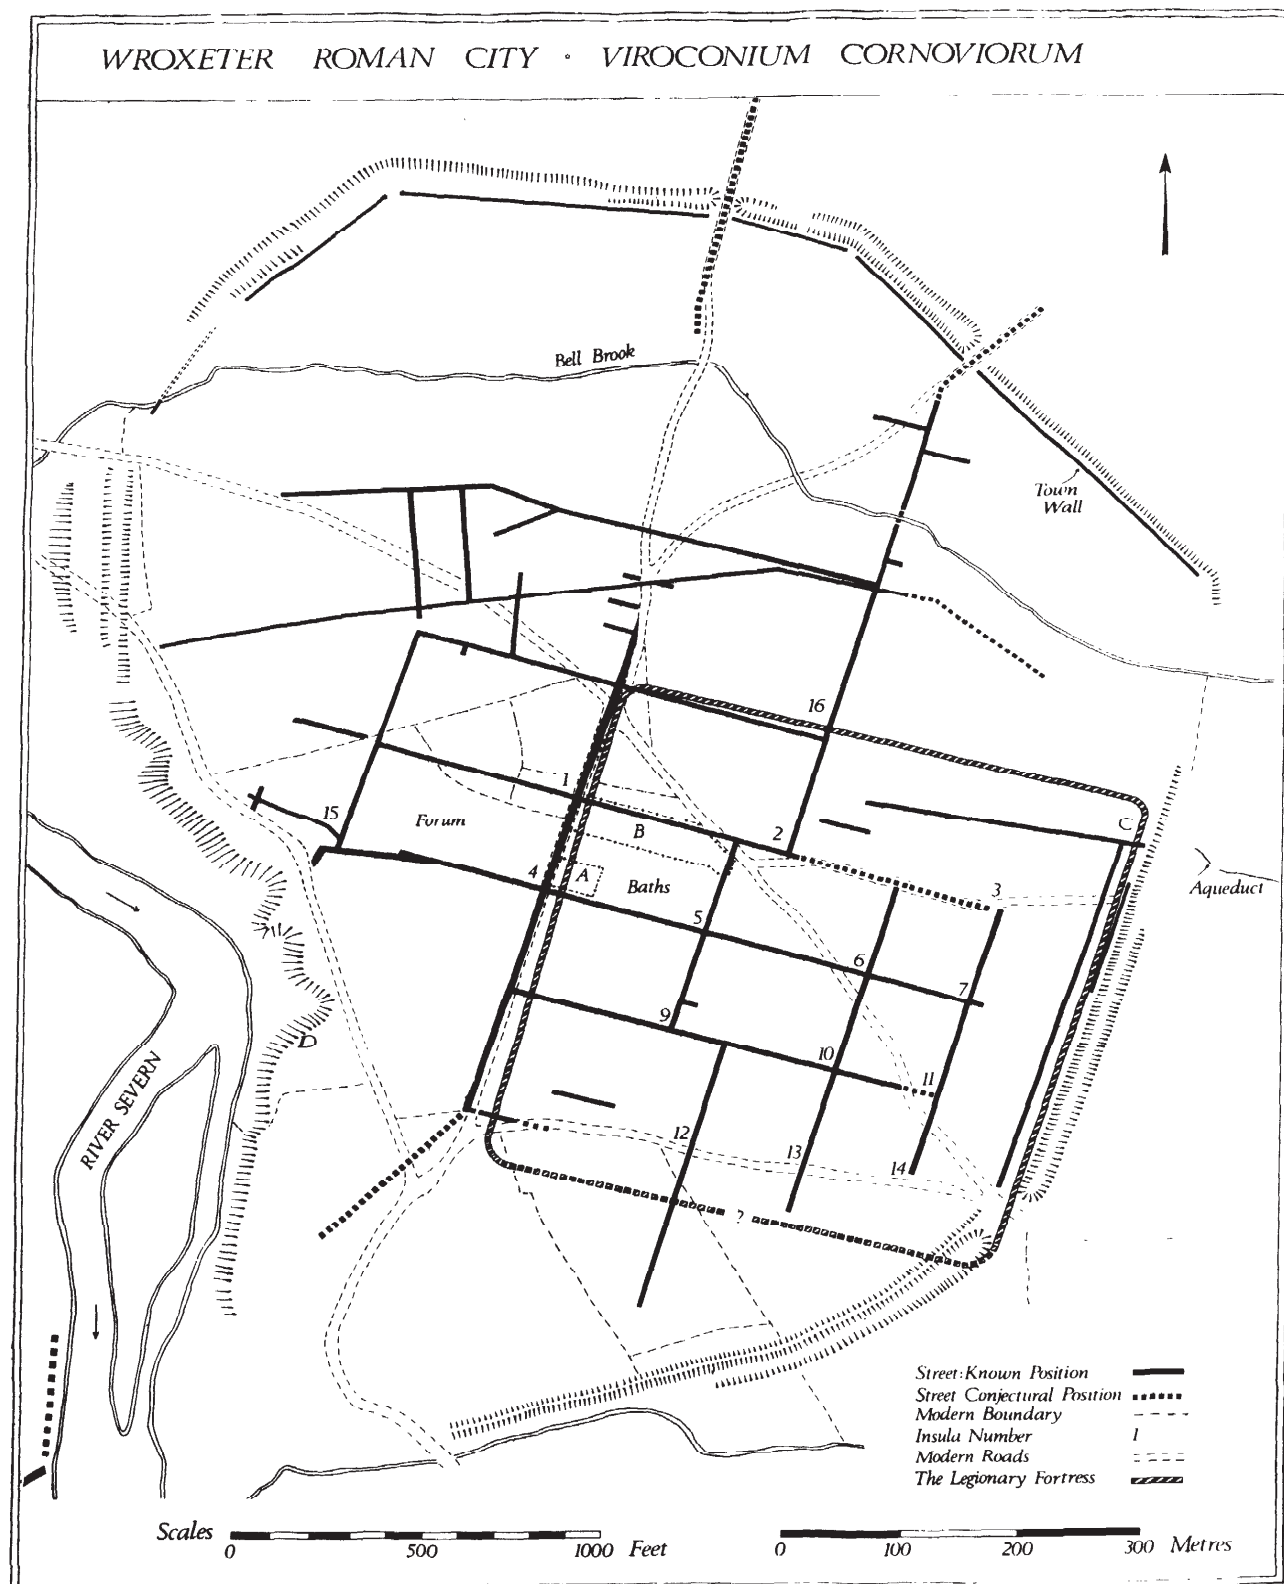 WROXETER ROMAN CITY · VIROCONIUM CORNOVIORUM
Bell Brook
Town
Wall
16
1
15
Forum
B
2
C
4
A
Baths
3
Aqueduct
5
6
7
9
10
11
D
RIVER SEVERN
12
13
14
?
Street: Known Position
Street Conjectural Position
Modern Boundary
Insula Number 1
Modern Roads
The Legionary Fortress
Scales
0 500 1000 Feet
0 100 200 300 Metres